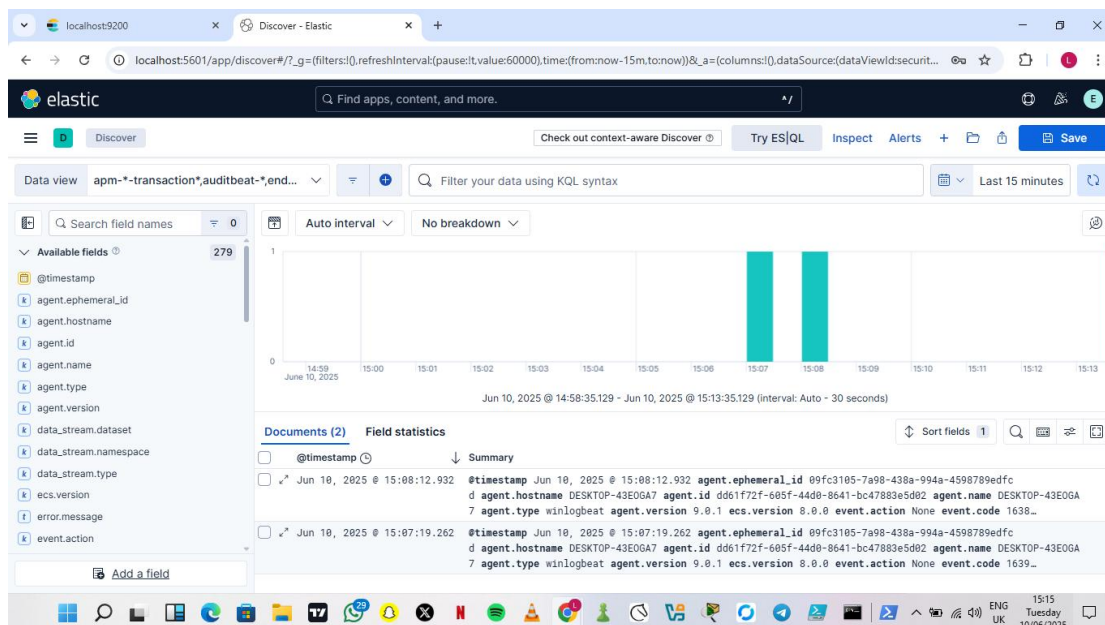 localhost:9200
Discover - Elastic
localhost:5601/app/discover#/?_g=(filters:!(),refreshInterval:(pause:!t,value:60000),time:(from:now-15m,to:now))&_a=(columns:!(),dataSource:(dataViewId:securit...
L
elastic
Find apps, content, and more.
^/
E
D
Discover
Check out context-aware Discover
Try ES|QL
Inspect
Alerts
Save
Data view
apm-*-transaction*,auditbeat-*,end...
Filter your data using KQL syntax
Last 15 minutes
Search field names
0
Auto interval
No breakdown
Available fields
279
@timestamp
agent.ephemeral_id
agent.hostname
agent.id
agent.name
agent.type
agent.version
data_stream.dataset
data_stream.namespace
data_stream.type
ecs.version
error.message
event.action
Add a field
1
0
14:59 15:00 15:01 15:02 15:03 15:04 15:05 15:06 15:07 15:08 15:09 15:10 15:11 15:12 15:13
June 10, 2025
Jun 10, 2025 @ 14:58:35.129 - Jun 10, 2025 @ 15:13:35.129 (interval: Auto - 30 seconds)
Documents (2)
Field statistics
Sort fields 1
@timestamp
Summary
Jun 10, 2025 @ 15:08:12.932
@timestamp Jun 10, 2025 @ 15:08:12.932 agent.ephemeral_id 09fc3105-7a98-438a-994a-4598789edfc
d agent.hostname DESKTOP-43EOGA7 agent.id dd61f72f-605f-44d0-8641-bc47883e5d02 agent.name DESKTOP-43EOGA
7 agent.type winlogbeat agent.version 9.0.1 ecs.version 8.0.0 event.action None event.code 1638…
Jun 10, 2025 @ 15:07:19.262
@timestamp Jun 10, 2025 @ 15:07:19.262 agent.ephemeral_id 09fc3105-7a98-438a-994a-4598789edfc
d agent.hostname DESKTOP-43EOGA7 agent.id dd61f72f-605f-44d0-8641-bc47883e5d02 agent.name DESKTOP-43EOGA
7 agent.type winlogbeat agent.version 9.0.1 ecs.version 8.0.0 event.action None event.code 1639…
29
ENG
UK
15:15
Tuesday
10/06/2025